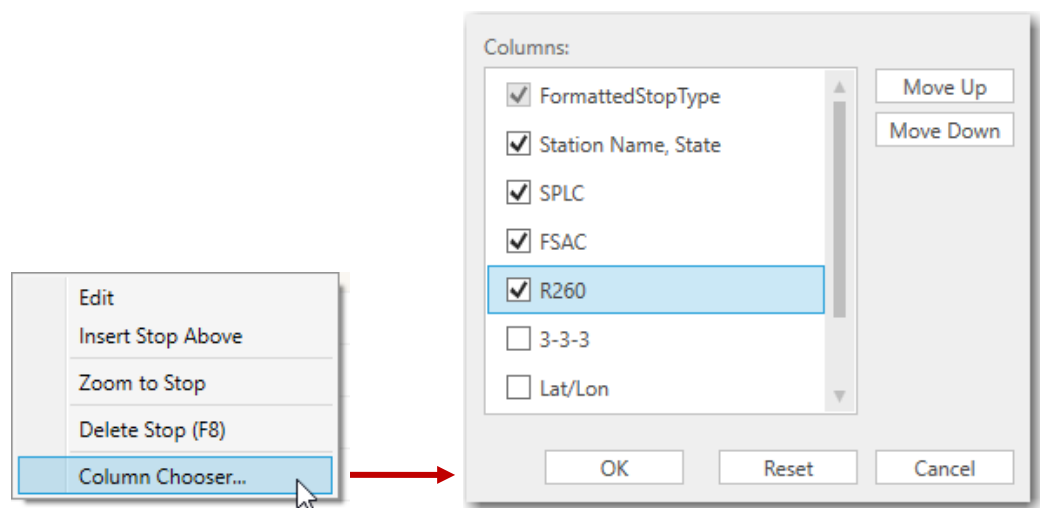 Edit
Insert Stop Above
Zoom to Stop
Delete Stop (F8)
Column Chooser...
Columns:
FormattedStopType
Station Name, State
SPLC
FSAC
R260
3-3-3
Lat/Lon
Move Up
Move Down
OK
Reset
Cancel